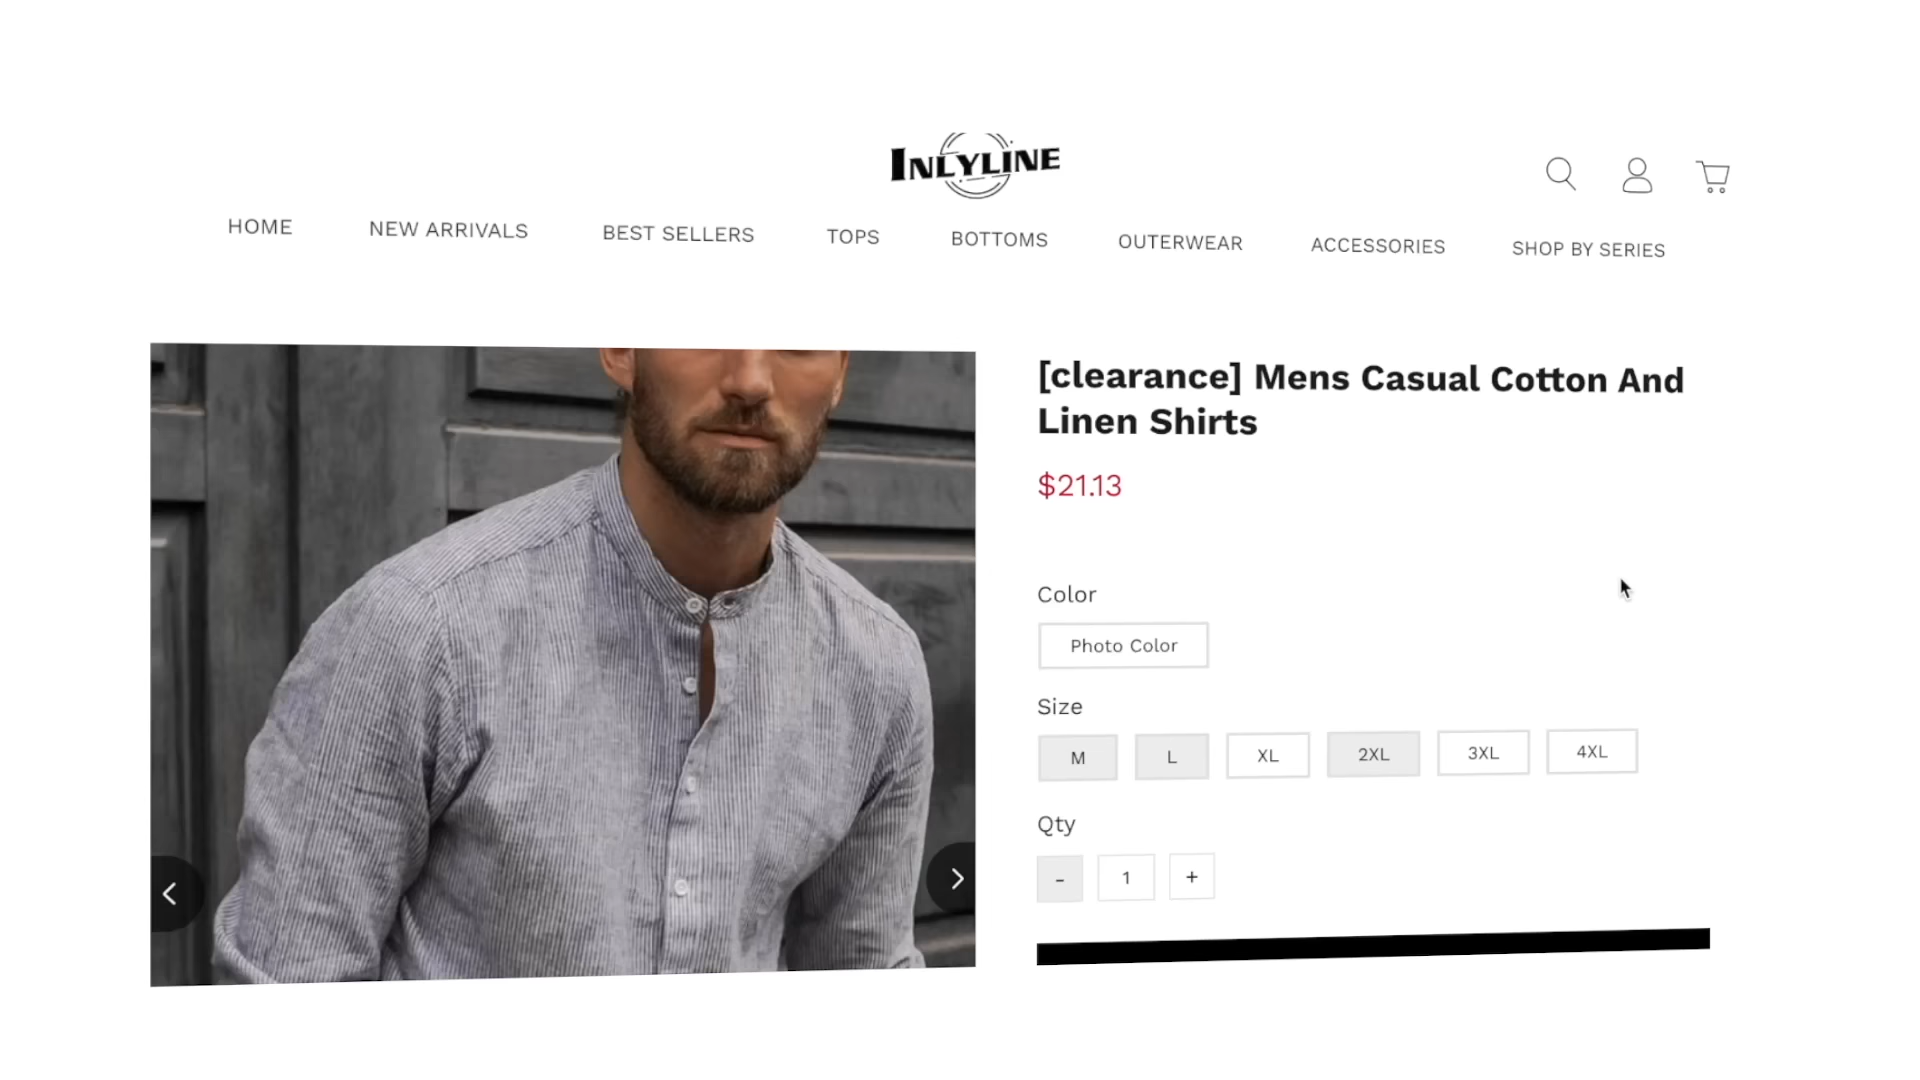 INLYLINE
HOME NEW ARRIVALS BEST SELLERS TOPS BOTTOMS OUTERWEAR ACCESSORIES SHOP BY SERIES
[clearance] Mens Casual Cotton And
Linen Shirts
$21.13
Color
Photo Color
Size
M L XL 2XL 3XL 4XL
Qty
- 1 +